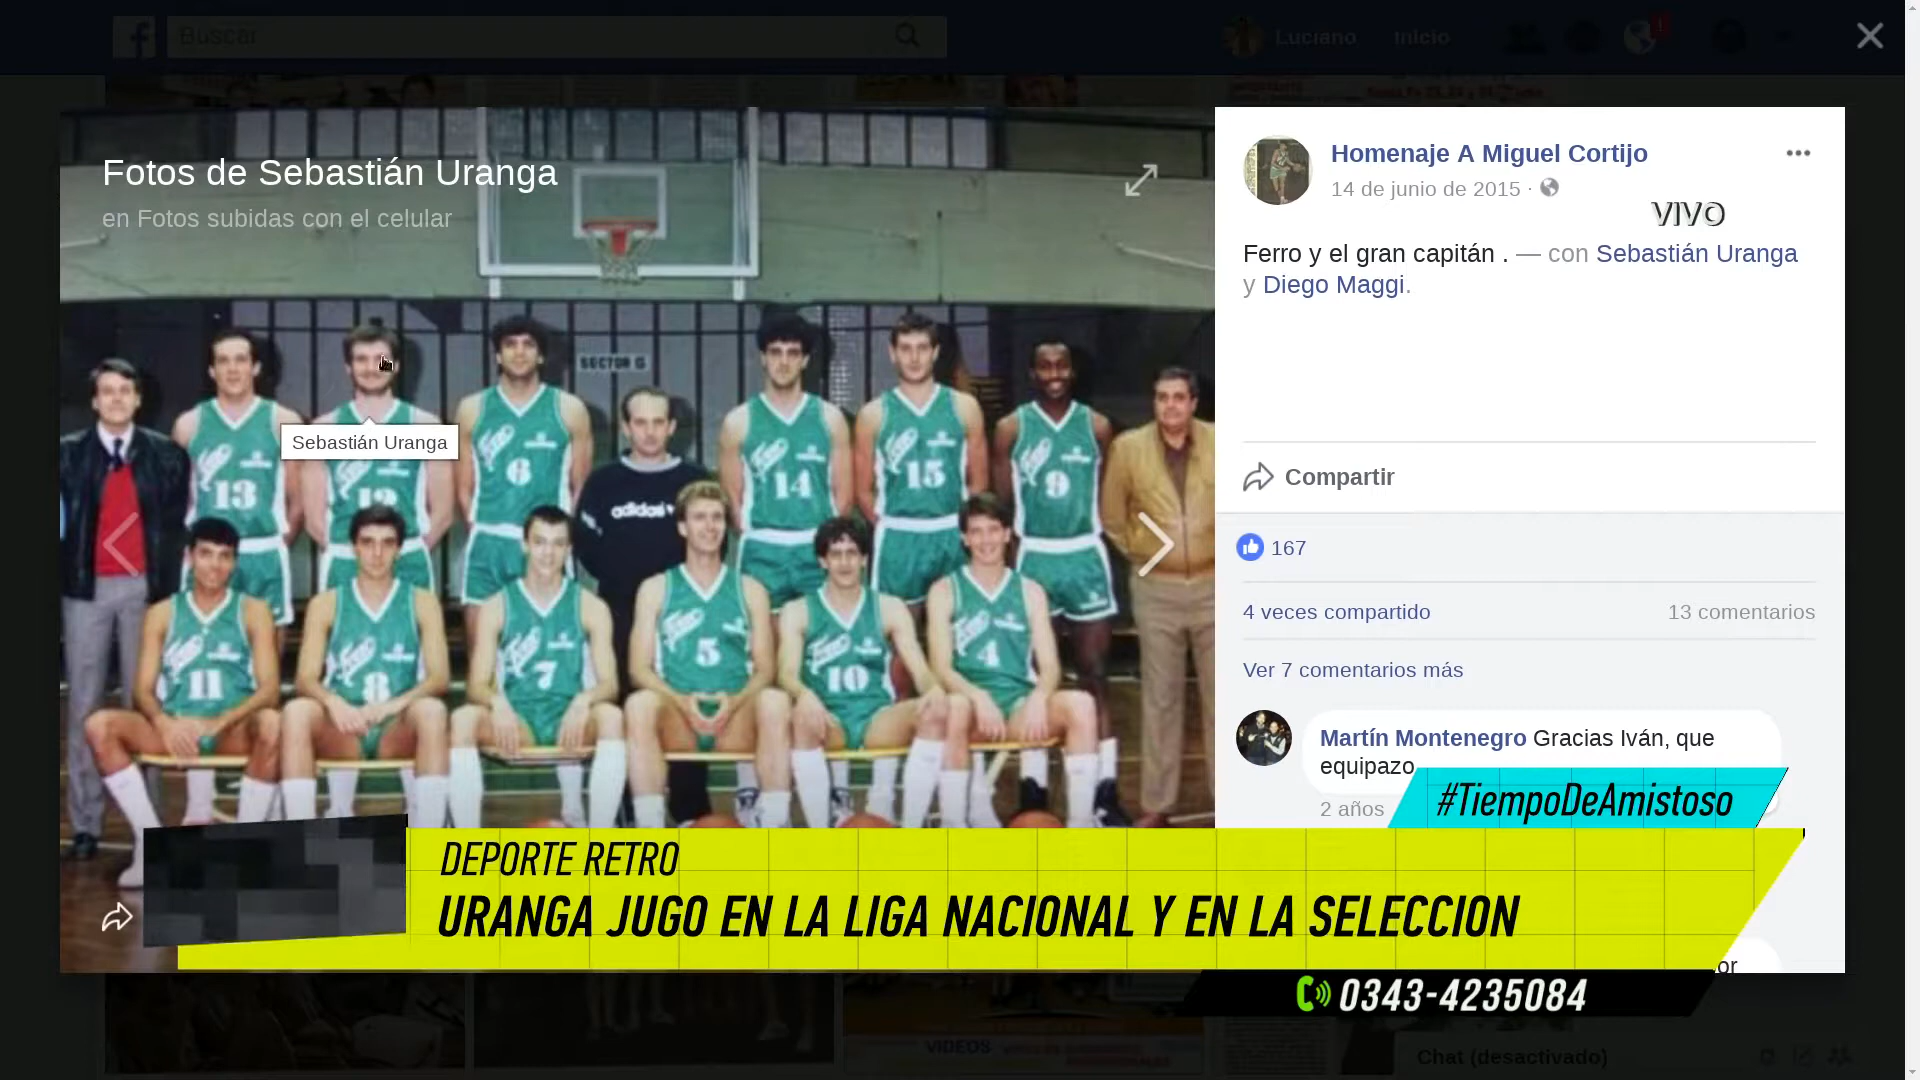 Buscar
Luciano
Inicio
1
Fotos de Sebastián Uranga
en Fotos subidas con el celular
Homenaje A Miguel Cortijo
14 de junio de 2015 ·
VIVO
Ferro y el gran capitán . — con Sebastián Uranga
y Diego Maggi.
SECTOR G
Sebastián Uranga
Compartir
13
12
6
14
15
9
adidas
11
8
7
5
10
4
167
4 veces compartido
13 comentarios
Ver 7 comentarios más
Martín Montenegro Gracias Iván, que
equipazo
2 años
#TiempoDeAmistoso
DEPORTE RETRO
URANGA JUGO EN LA LIGA NACIONAL Y EN LA SELECCION
or
0343-4235084
VIDEOS
Chat (desactivado)